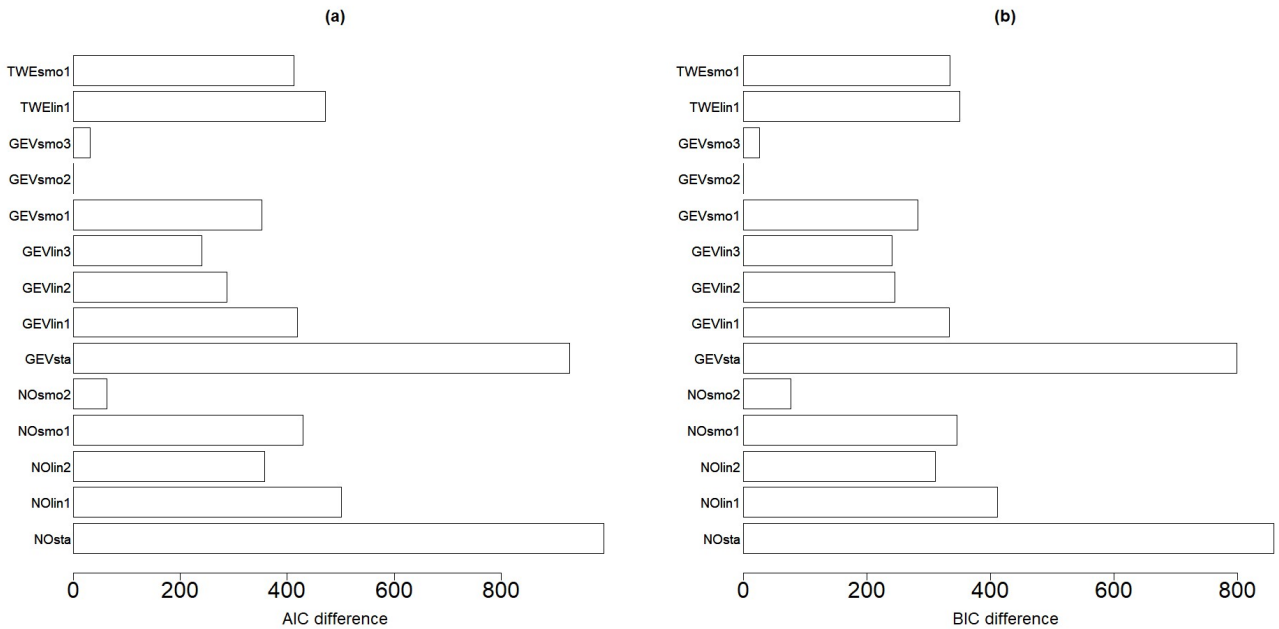 (a)
TWEsmo1
TWElin1
GEVsmo3
GEVsmo2
GEVsmo1
GEVlin3
GEVlin2
GEVlin1
GEVsta
NOsmo2
NOsmo1
NOlin2
NOlin1
NOsta
0 200 400 600 800
AIC difference
(b)
TWEsmo1
TWElin1
GEVsmo3
GEVsmo2
GEVsmo1
GEVlin3
GEVlin2
GEVlin1
GEVsta
NOsmo2
NOsmo1
NOlin2
NOlin1
NOsta
0 200 400 600 800
BIC difference